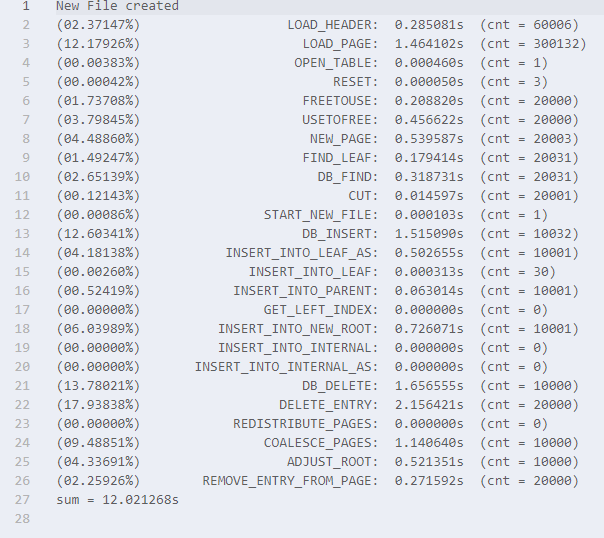 1 New File created
2 (02.37147%) LOAD_HEADER: 0.285081s (cnt = 60006)
3 (12.17926%) LOAD_PAGE: 1.464102s (cnt = 300132)
4 (00.00383%) OPEN_TABLE: 0.000460s (cnt = 1)
5 (00.00042%) RESET: 0.000050s (cnt = 3)
6 (01.73708%) FREETOUSE: 0.208820s (cnt = 20000)
7 (03.79845%) USETOFREE: 0.456622s (cnt = 20000)
8 (04.48860%) NEW_PAGE: 0.539587s (cnt = 20003)
9 (01.49247%) FIND_LEAF: 0.179414s (cnt = 20031)
10 (02.65139%) DB_FIND: 0.318731s (cnt = 20031)
11 (00.12143%) CUT: 0.014597s (cnt = 20001)
12 (00.00086%) START_NEW_FILE: 0.000103s (cnt = 1)
13 (12.60341%) DB_INSERT: 1.515090s (cnt = 10032)
14 (04.18138%) INSERT_INTO_LEAF_AS: 0.502655s (cnt = 10001)
15 (00.00260%) INSERT_INTO_LEAF: 0.000313s (cnt = 30)
16 (00.52419%) INSERT_INTO_PARENT: 0.063014s (cnt = 10001)
17 (00.00000%) GET_LEFT_INDEX: 0.000000s (cnt = 0)
18 (06.03989%) INSERT_INTO_NEW_ROOT: 0.726071s (cnt = 10001)
19 (00.00000%) INSERT_INTO_INTERNAL: 0.000000s (cnt = 0)
20 (00.00000%) INSERT_INTO_INTERNAL_AS: 0.000000s (cnt = 0)
21 (13.78021%) DB_DELETE: 1.656555s (cnt = 10000)
22 (17.93838%) DELETE_ENTRY: 2.156421s (cnt = 20000)
23 (00.00000%) REDISTRIBUTE_PAGES: 0.000000s (cnt = 0)
24 (09.48851%) COALESCE_PAGES: 1.140640s (cnt = 10000)
25 (04.33691%) ADJUST_ROOT: 0.521351s (cnt = 10000)
26 (02.25926%) REMOVE_ENTRY_FROM_PAGE: 0.271592s (cnt = 20000)
27 sum = 12.021268s
28